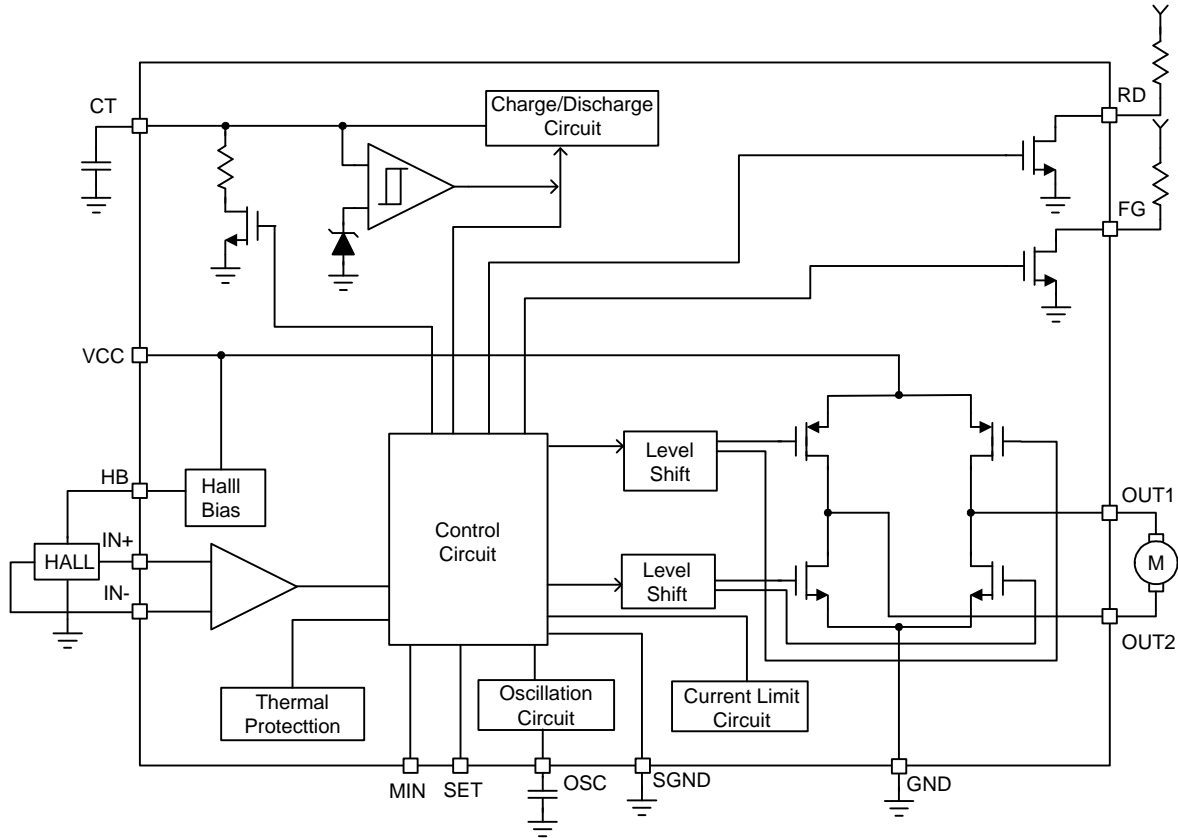 CT
Charge/Discharge
Circuit
RD
FG
VCC
HB
Halll
Bias
Level
Shift
Control
Circuit
OUT1
IN+
HALL
IN-
Level
Shift
M
OUT2
Thermal
Protecttion
Oscillation
Circuit
Current Limit
Circuit
MIN
SET
OSC
SGND
GND